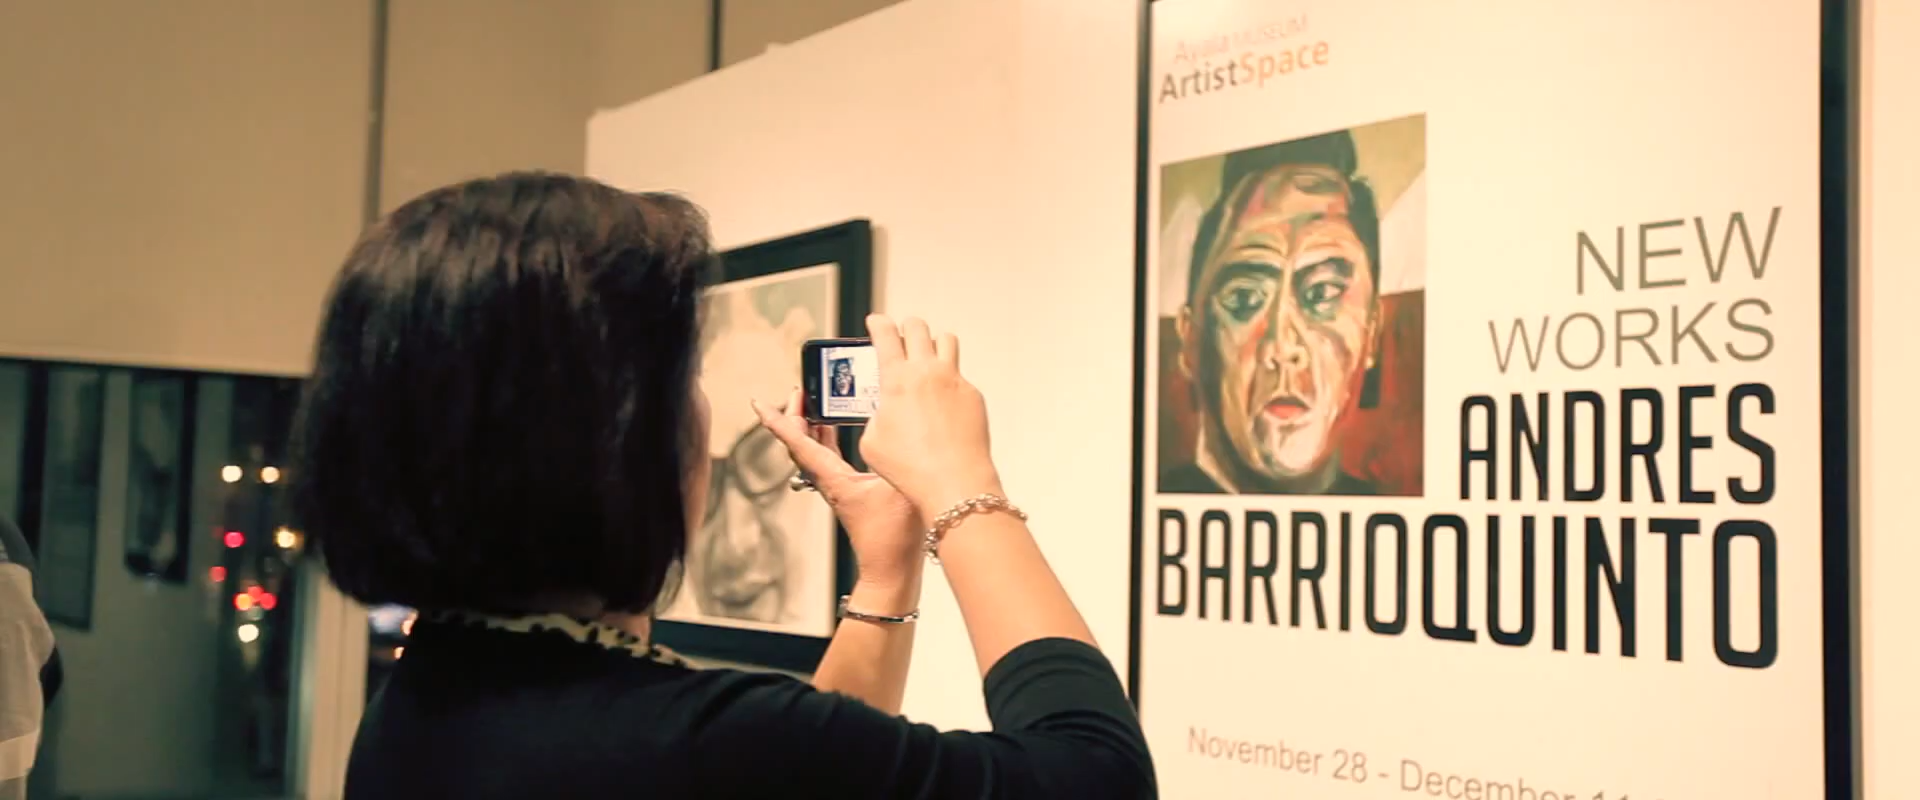 Ayala MUSEUM
ArtistSpace
NEW
WORKS
ANDRES
BARRIOQUINTO
November 28 - December